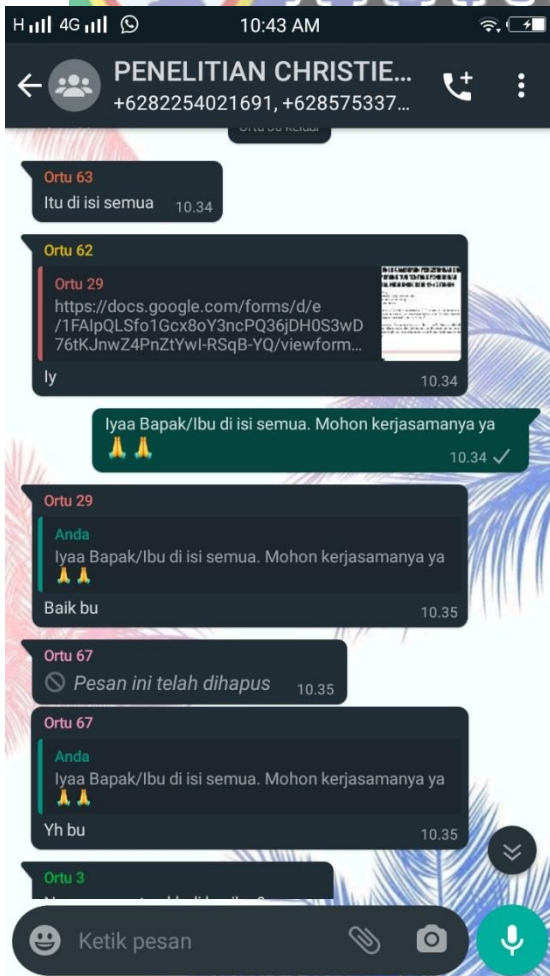 H 4G 10:43 AM
PENELITIAN CHRISTIE...
+6282254021691, +628575337...
Ortu 63
Itu di isi semua 10.34
Ortu 62
Ortu 29
https://docs.google.com/forms/d/e
/1FAIpQLSfo1Gcx8oY3ncPQ36jDH0S3wD
76tKJnwZ4PnZtYwI-RSqB-YQ/viewform...
Iy 10.34
Iyaa Bapak/Ibu di isi semua. Mohon kerjasamanya ya
🙏 🙏 10.34
Ortu 29
Anda
Iyaa Bapak/Ibu di isi semua. Mohon kerjasamanya ya
🙏 🙏
Baik bu 10.35
Ortu 67
Pesan ini telah dihapus 10.35
Ortu 67
Anda
Iyaa Bapak/Ibu di isi semua. Mohon kerjasamanya ya
🙏 🙏
Yh bu 10.35
Ortu 3
Ketik pesan